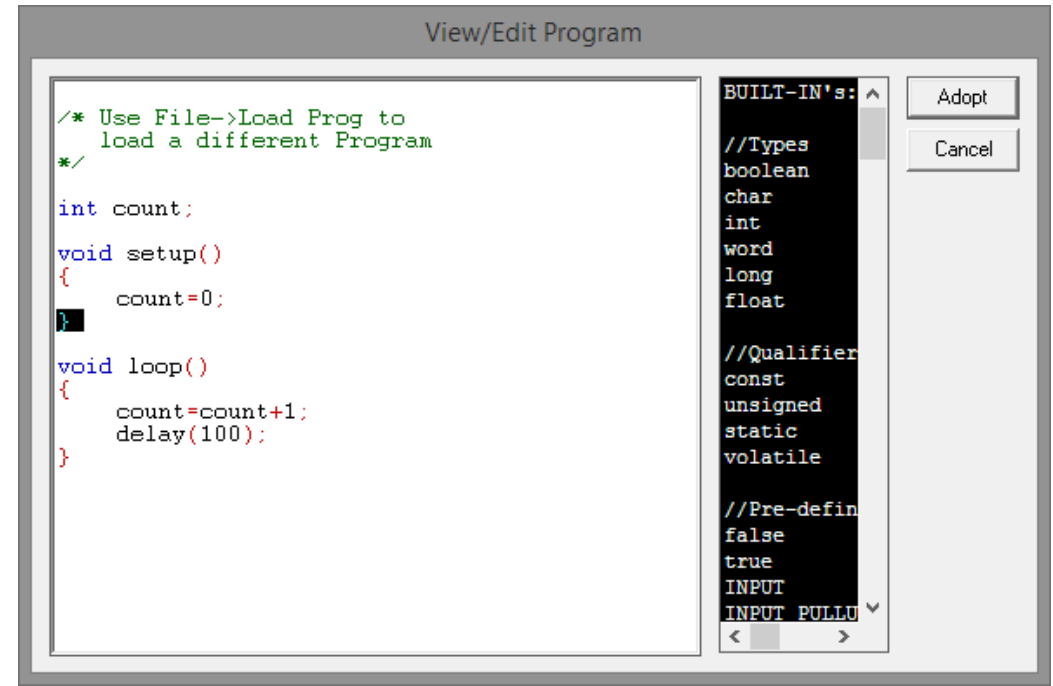 View/Edit Program
/* Use File->Load Prog to
load a different Program
*/
int count;
void setup()
{
count=0;
}
void loop()
{
count=count+1;
delay(100);
}
BUILT-IN's:
//Types
boolean
char
int
word
long
float
//Qualifier
const
unsigned
static
volatile
//Pre-defin
false
true
INPUT
INPUT_PULLU
Adopt
Cancel